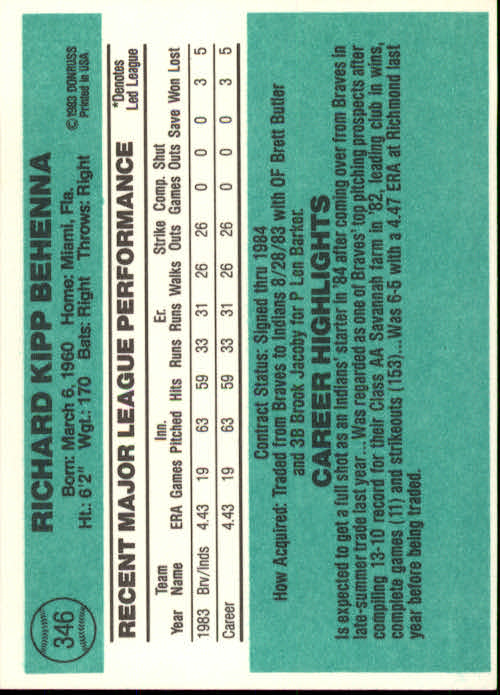 346
RICHARD KIPP BEHENNA
©1983 DONRUSS
Printed in USA
Born: March 6, 1960 Home: Miami, Fla.
Ht.: 6'2" Wgt.: 170 Bats: Right Throws: Right
RECENT MAJOR LEAGUE PERFORMANCE
*Denotes
Led League
Team Inn. Er. Strike Comp. Shut
Year Name ERA Games Pitched Hits Runs Runs Walks Outs Games Outs Save Won Lost
1983 Brv/Inds 4.43 19 63 59 33 31 26 26 0 0 0 3 5
Career 4.43 19 63 59 33 31 26 26 0 0 0 3 5
Contract Status: Signed thru 1984
How Acquired: Traded from Braves to Indians 8/28/83 with OF Brett Butler
and 3B Brook Jacoby for P Len Barker.
CAREER HIGHLIGHTS
Is expected to get a full shot as an Indians' starter in '84 after coming over from Braves in
late-summer trade last year... Was regarded as one of Braves' top pitching prospects after
compiling 13-10 record for their Class AA Savannah farm in '82, leading club in wins,
complete games (11) and strikeouts (153)...Was 6-5 with a 4.47 ERA at Richmond last
year before being traded.